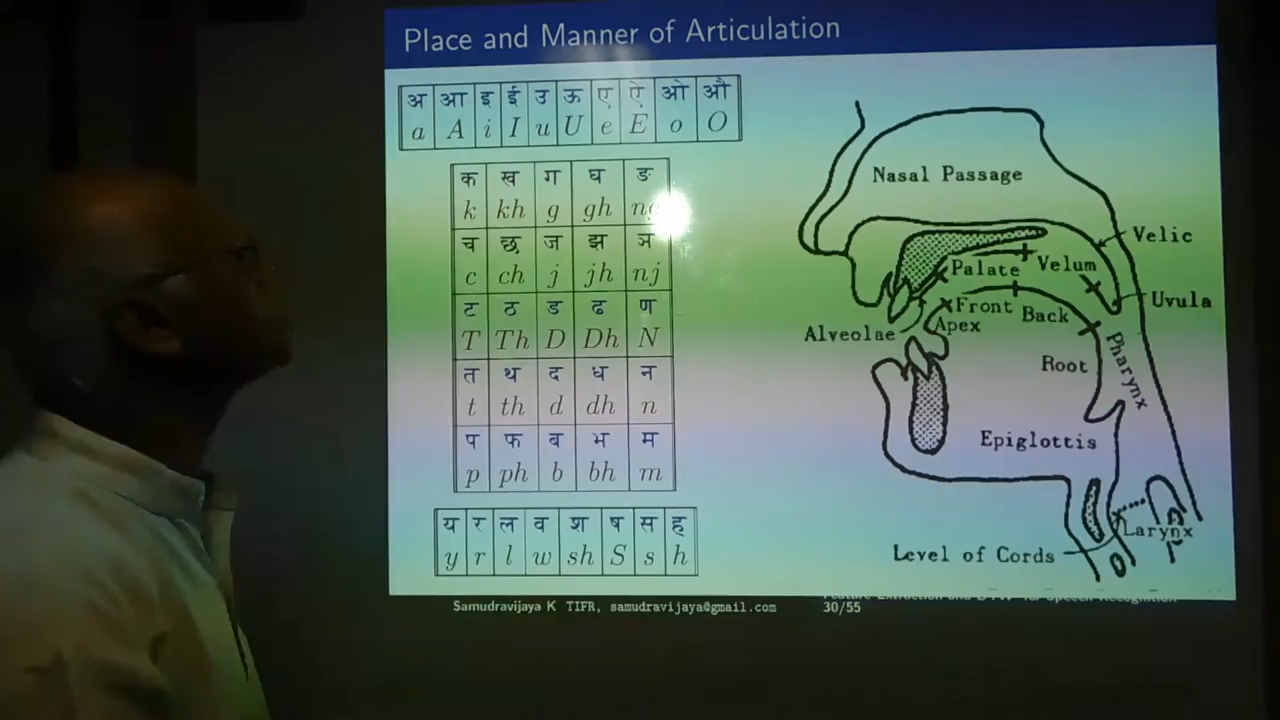 Place and Manner of Articulation
अ आ इ ई उ ऊ ए ऐ ओ औ
a A i I u U e E o O
क ख ग घ ङ
k kh g gh ng
च छ ज झ ञ
c ch j jh nj
ट ठ ड ढ ण
T Th D Dh N
त थ द ध न
t th d dh n
प फ ब भ म
p ph b bh m
य र ल व श ष स ह
y r l w sh S s h
Nasal Passage
Velic
Palate
Velum
Uvula
Front
Back
Alveolae
Apex
Root
Pharynx
Epiglottis
Larynx
Level of Cords
Samudravijaya K TIFR, samudravijaya@gmail.com
30/55